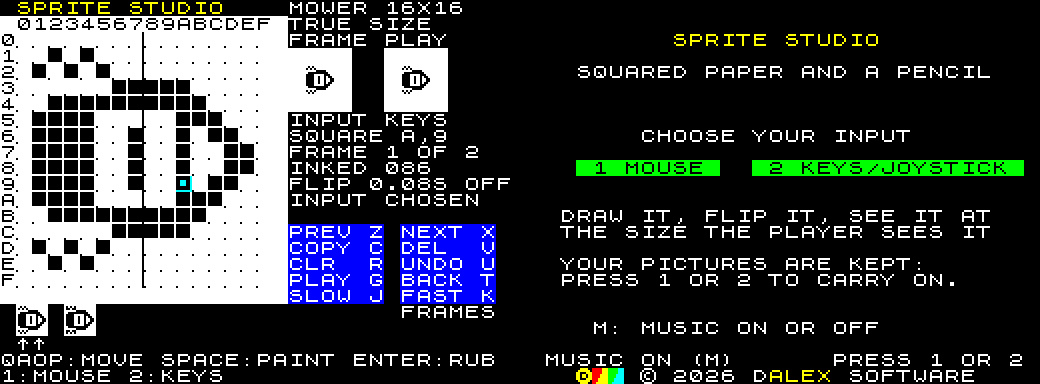 SPRITE STUDIO
0123456789ABCDEF
0
1
2
3
4
5
6
7
8
9
A
B
C
D
E
F
MOWER 16X16
TRUE SIZE
FRAME PLAY
INPUT KEYS
SQUARE A,9
FRAME 1 OF 2
INKED 086
FLIP 0.08S OFF
INPUT CHOSEN
PREV Z NEXT X
COPY C DEL V
CLR R UNDO U
PLAY G BACK T
SLOW J FAST K
FRAMES
↑↑
QAOP:MOVE SPACE:PAINT ENTER:RUB
1:MOUSE 2:KEYS
SPRITE STUDIO
SQUARED PAPER AND A PENCIL
CHOOSE YOUR INPUT
1 MOUSE 2 KEYS/JOYSTICK
DRAW IT, FLIP IT, SEE IT AT
THE SIZE THE PLAYER SEES IT
YOUR PICTURES ARE KEPT:
PRESS 1 OR 2 TO CARRY ON.
M: MUSIC ON OR OFF
MUSIC ON (M) PRESS 1 OR 2
© 2026 DALEX SOFTWARE